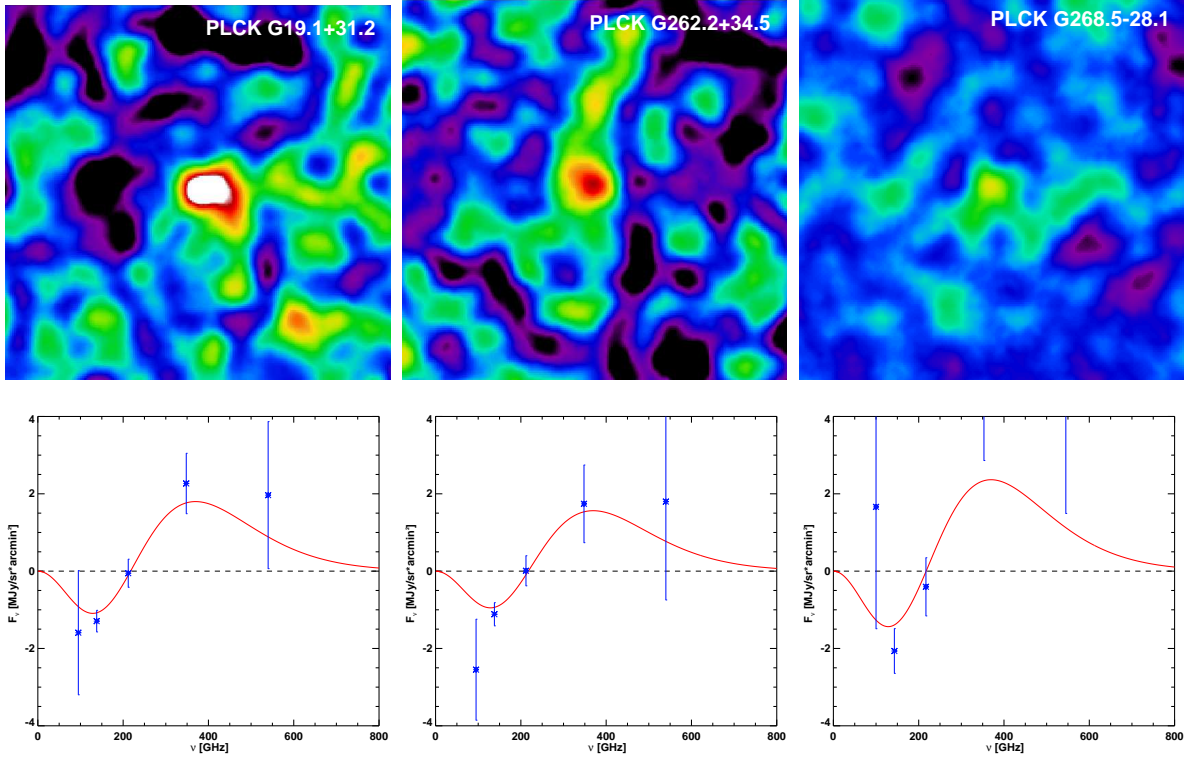 PLCK G19.1+31.2
PLCK G262.2+34.5
PLCK G268.5-28.1
4
2
0
-2
-4
F_ν [MJy/sr*arcmin²]
0 200 400 600 800
ν [GHz]
4
2
0
-2
-4
F_ν [MJy/sr*arcmin²]
0 200 400 600 800
ν [GHz]
4
2
0
-2
-4
F_ν [MJy/sr*arcmin²]
0 200 400 600 800
ν [GHz]